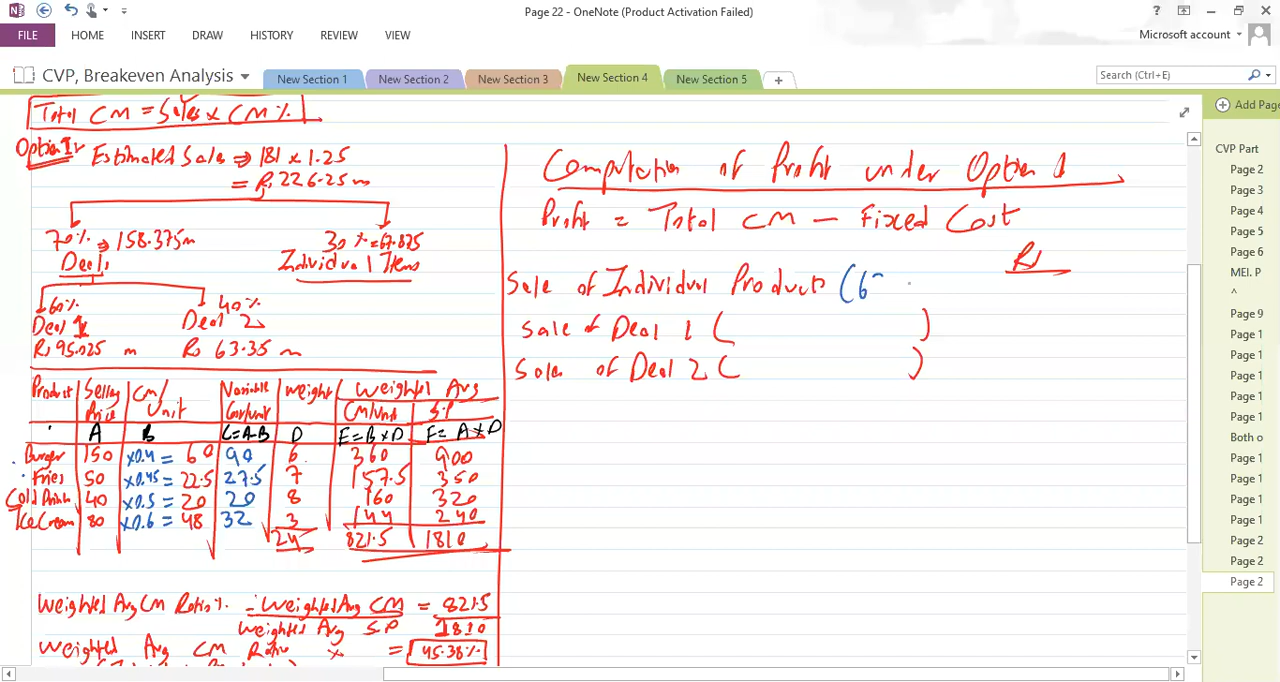 Page 22 - OneNote (Product Activation Failed)
FILE HOME INSERT DRAW HISTORY REVIEW VIEW
Microsoft account
CVP, Breakeven Analysis New Section 1 New Section 2 New Section 3 New Section 4 New Section 5
Search (Ctrl+E)
Add Page
CVP Part
Page 2
Page 3
Page 4
Page 5
Page 6
MEI. P
^
Page 9
Page 1
Page 1
Page 1
Page 1
Page 1
Both o
Page 1
Page 1
Page 1
Page 1
Page 2
Page 2
Page 2
Total CM = Sales x CM %
Option 1
Estimated Sale ⇒ 181 x 1.25
= Rs 226.25 m
70% ⇒ 158.375m
Deals
30 % = 67.875
Individual Items
60%
Deal 1
Rs 95.025 m
40%
Deal 2
Rs 63.35 m
Product Selling Price CM/Unit Variable Cost/unit Weight Weighted Avg
CM/Unit S.P
A B C=A-B D E=B x D F= A x D
Burger 150 x0.4 = 60 90 6 360 900
Fries 50 x0.45 = 22.5 27.5 7 157.5 350
Cold Drink 40 x0.5 = 20 20 8 160 320
Ice Cream 80 x0.6 = 48 32 3 144 240
24 821.5 1810
Weighted Avg CM Ratio% = Weighted Avg CM = 821.5
Weighted Avg S.P 1810
Weighted Avg CM Ratio = 45.38%
Computation of Profit under Option 1
Profit = Total CM – Fixed Cost
Rs
Sale of Individual Products (6
Sale of Deal 1 ( )
Sale of Deal 2 ( )